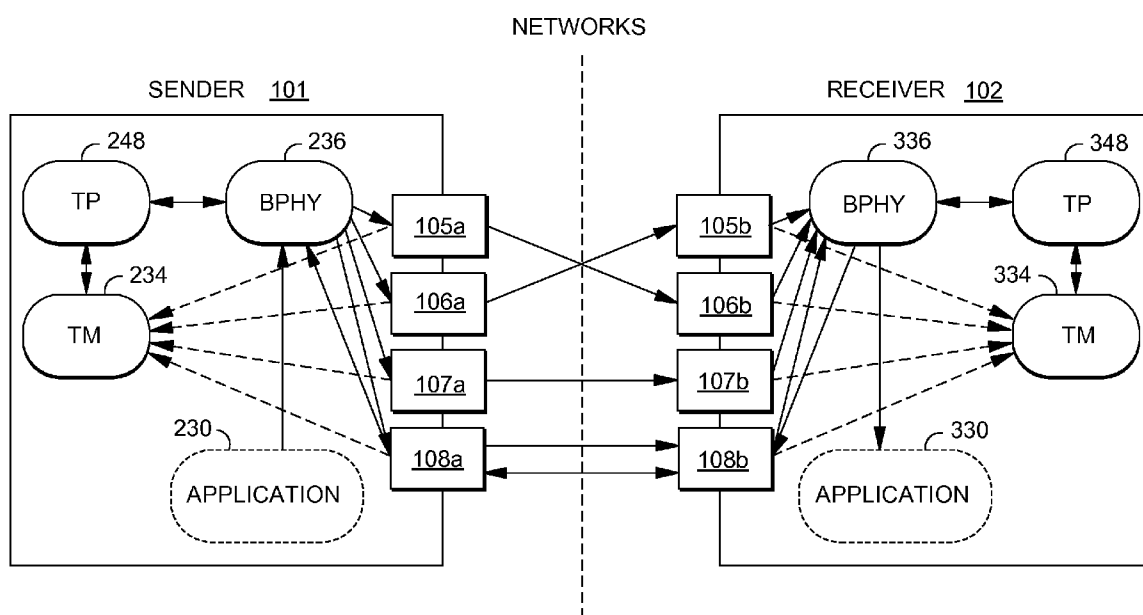 NETWORKS
SENDER 101
RECEIVER 102
248
236
336
348
TP
BPHY
BPHY
TP
105a
105b
234
334
106a
106b
TM
TM
107a
107b
230
330
108a
108b
APPLICATION
APPLICATION